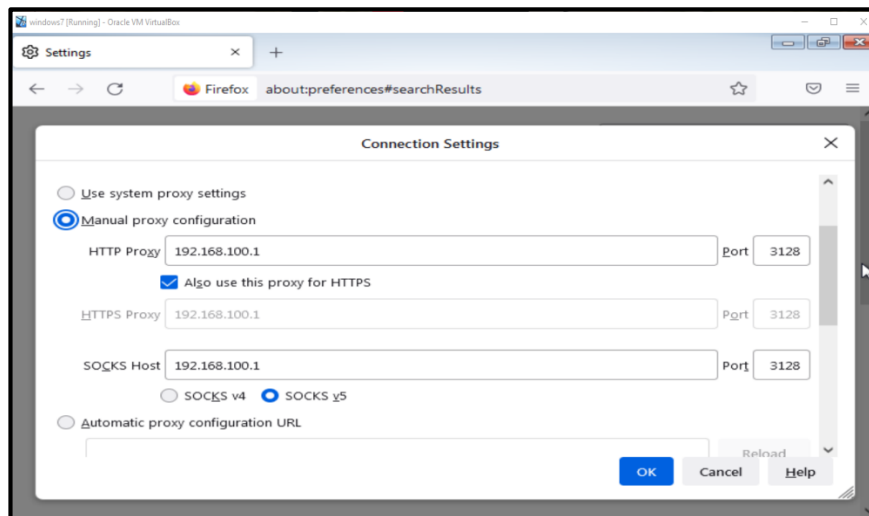 windows7 [Running] - Oracle VM VirtualBox
Settings
Firefox about:preferences#searchResults
Connection Settings
Use system proxy settings
Manual proxy configuration
HTTP Proxy 192.168.100.1 Port 3128
Also use this proxy for HTTPS
HTTPS Proxy 192.168.100.1 Port 3128
SOCKS Host 192.168.100.1 Port 3128
SOCKS v4 SOCKS v5
Automatic proxy configuration URL
Reload
OK Cancel Help